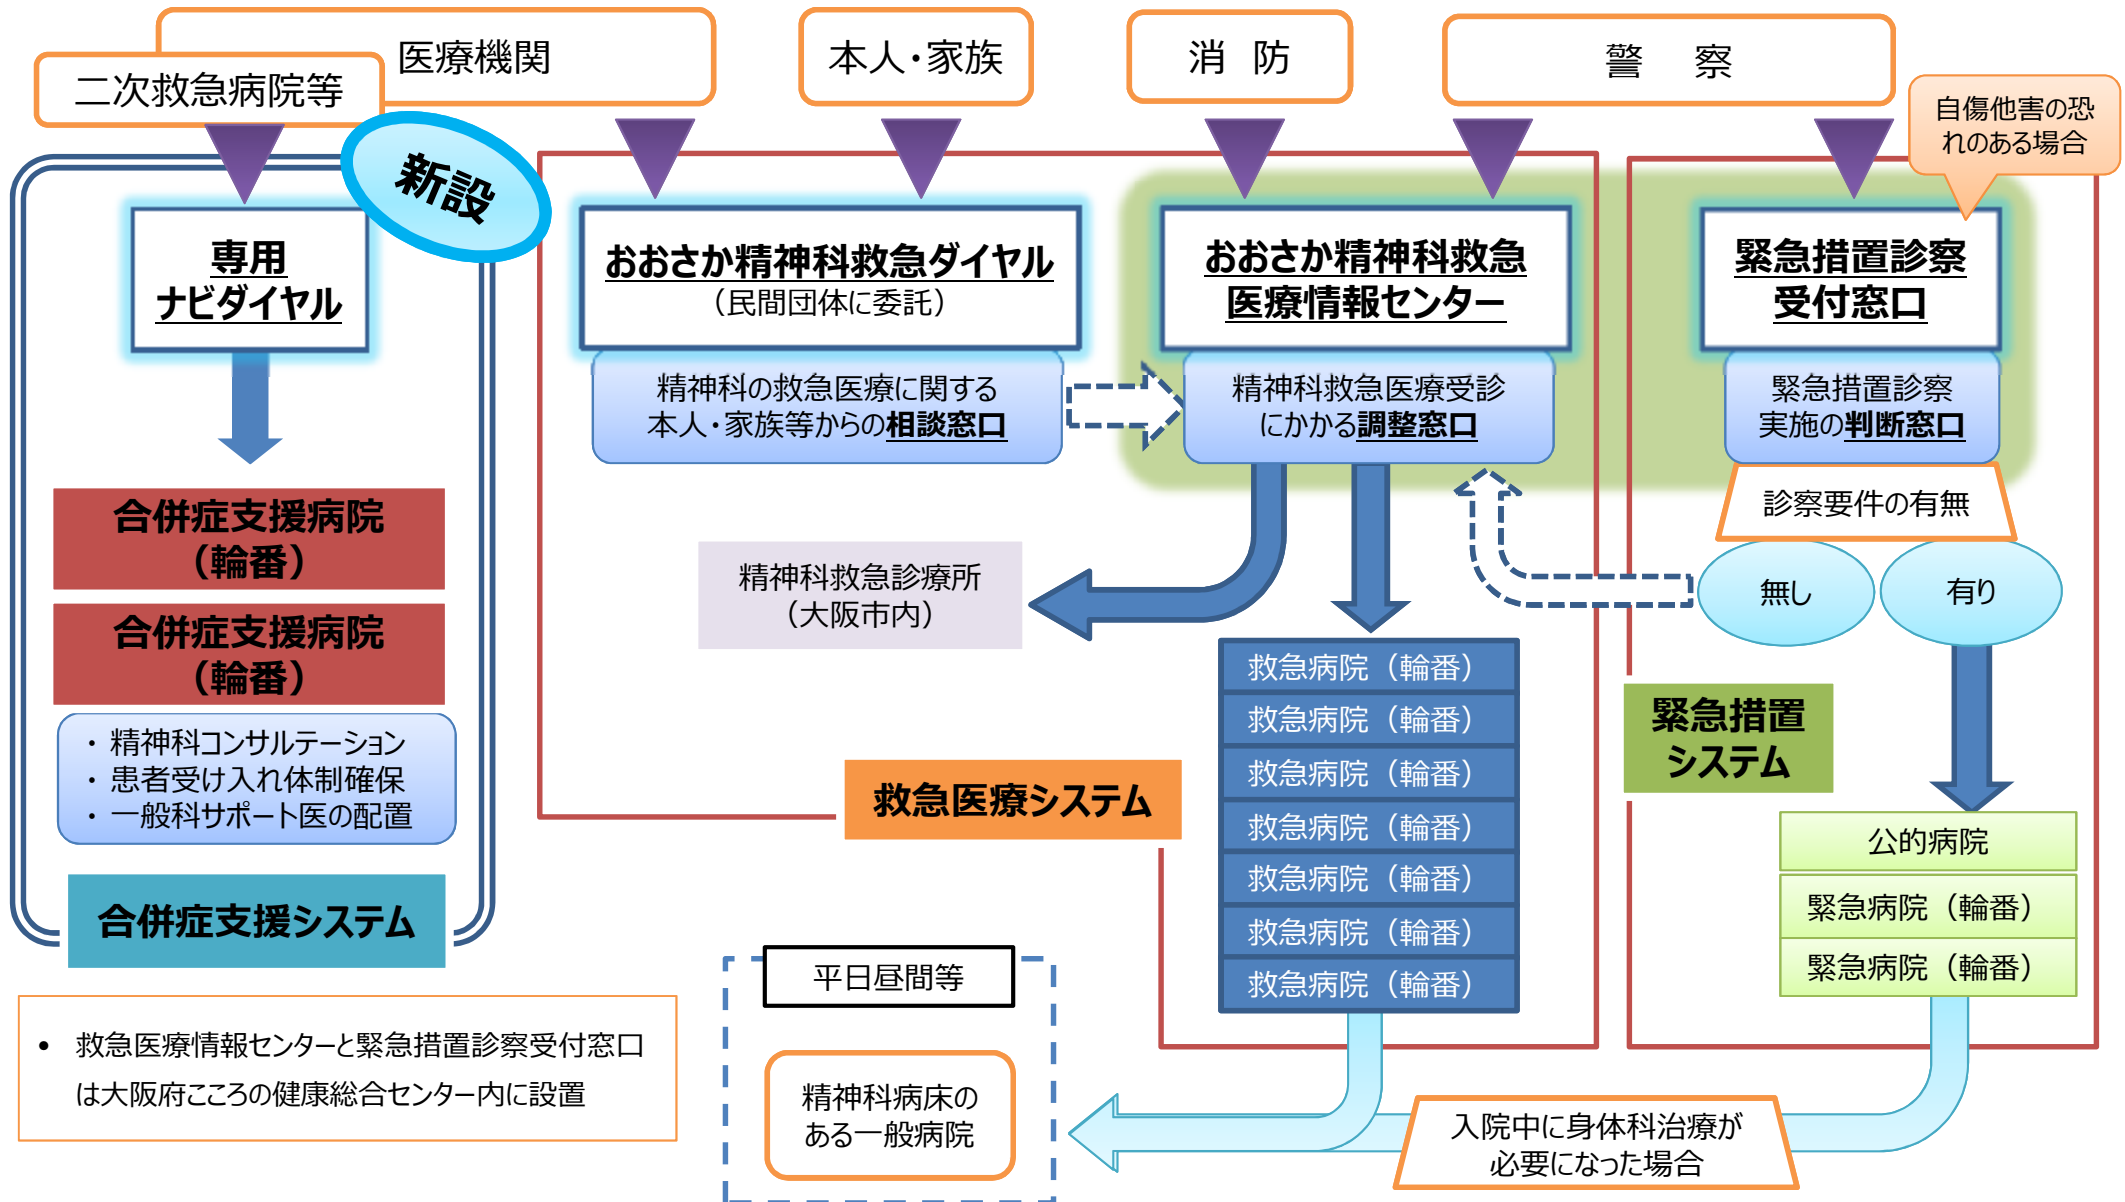 医療機関
本人・家族
消 防
警 察
二次救急病院等
自傷他害の恐
れのある場合
新設
専用
ナビダイヤル
おおさか精神科救急ダイヤル
（民間団体に委託）
おおさか精神科救急
医療情報センター
緊急措置診察
受付窓口
精神科の救急医療に関する
本人・家族等からの相談窓口
精神科救急医療受診
にかかる調整窓口
緊急措置診察
実施の判断窓口
診察要件の有無
無し
有り
合併症支援病院
（輪番）
合併症支援病院
（輪番）
・ 精神科コンサルテーション
・ 患者受け入れ体制確保
・ 一般科サポート医の配置
合併症支援システム
精神科救急診療所
（大阪市内）
救急病院（輪番）
救急病院（輪番）
救急病院（輪番）
救急病院（輪番）
救急病院（輪番）
救急病院（輪番）
救急病院（輪番）
救急医療システム
緊急措置
システム
公的病院
緊急病院（輪番）
緊急病院（輪番）
平日昼間等
精神科病床の
ある一般病院
入院中に身体科治療が
必要になった場合
• 救急医療情報センターと緊急措置診察受付窓口
は大阪府こころの健康総合センター内に設置